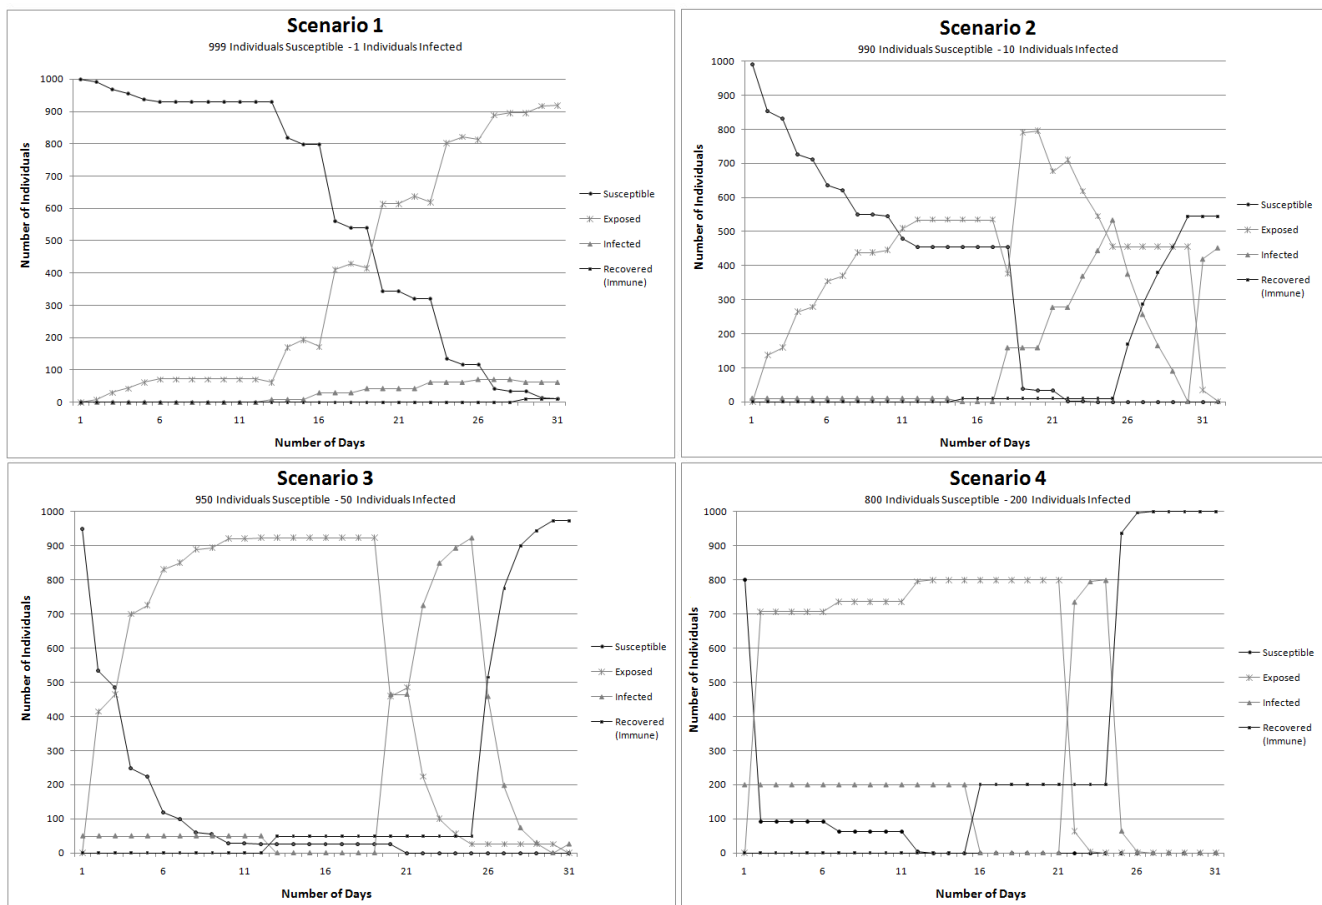 Scenario 1
999 Individuals Susceptible - 1 Individuals Infected
Number of Individuals
1000
900
800
700
600
500
400
300
200
100
0
1 6 11 16 21 26 31
Number of Days
Susceptible
Exposed
Infected
Recovered
(Immune)
Scenario 2
990 Individuals Susceptible - 10 Individuals Infected
Number of Individuals
1000
900
800
700
600
500
400
300
200
100
0
1 6 11 16 21 26 31
Number of Days
Susceptible
Exposed
Infected
Recovered
(Immune)
Scenario 3
950 Individuals Susceptible - 50 Individuals Infected
Number of Individuals
1000
900
800
700
600
500
400
300
200
100
0
1 6 11 16 21 26 31
Number of Days
Susceptible
Exposed
Infected
Recovered
(Immune)
Scenario 4
800 Individuals Susceptible - 200 Individuals Infected
Number of Individuals
1000
900
800
700
600
500
400
300
200
100
0
1 6 11 16 21 26 31
Number of Days
Susceptible
Exposed
Infected
Recovered
(Immune)